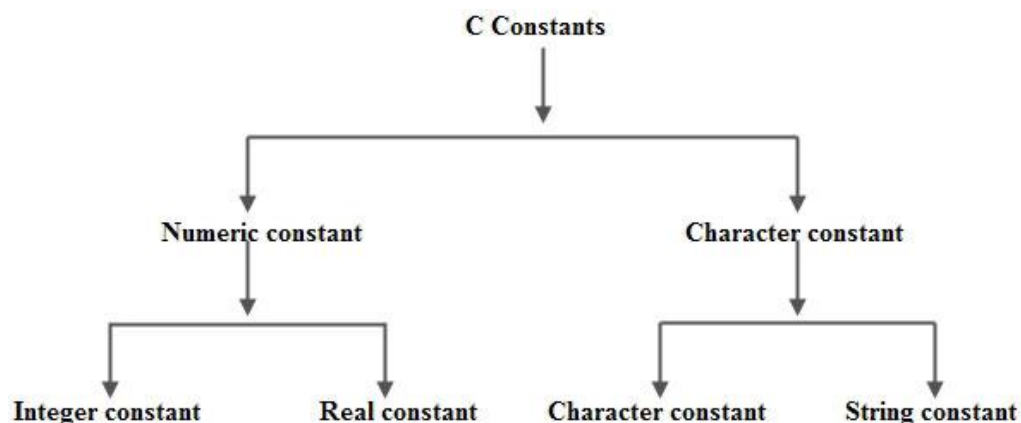 C Constants
Numeric constant
Character constant
Integer constant
Real constant
Character constant
String constant